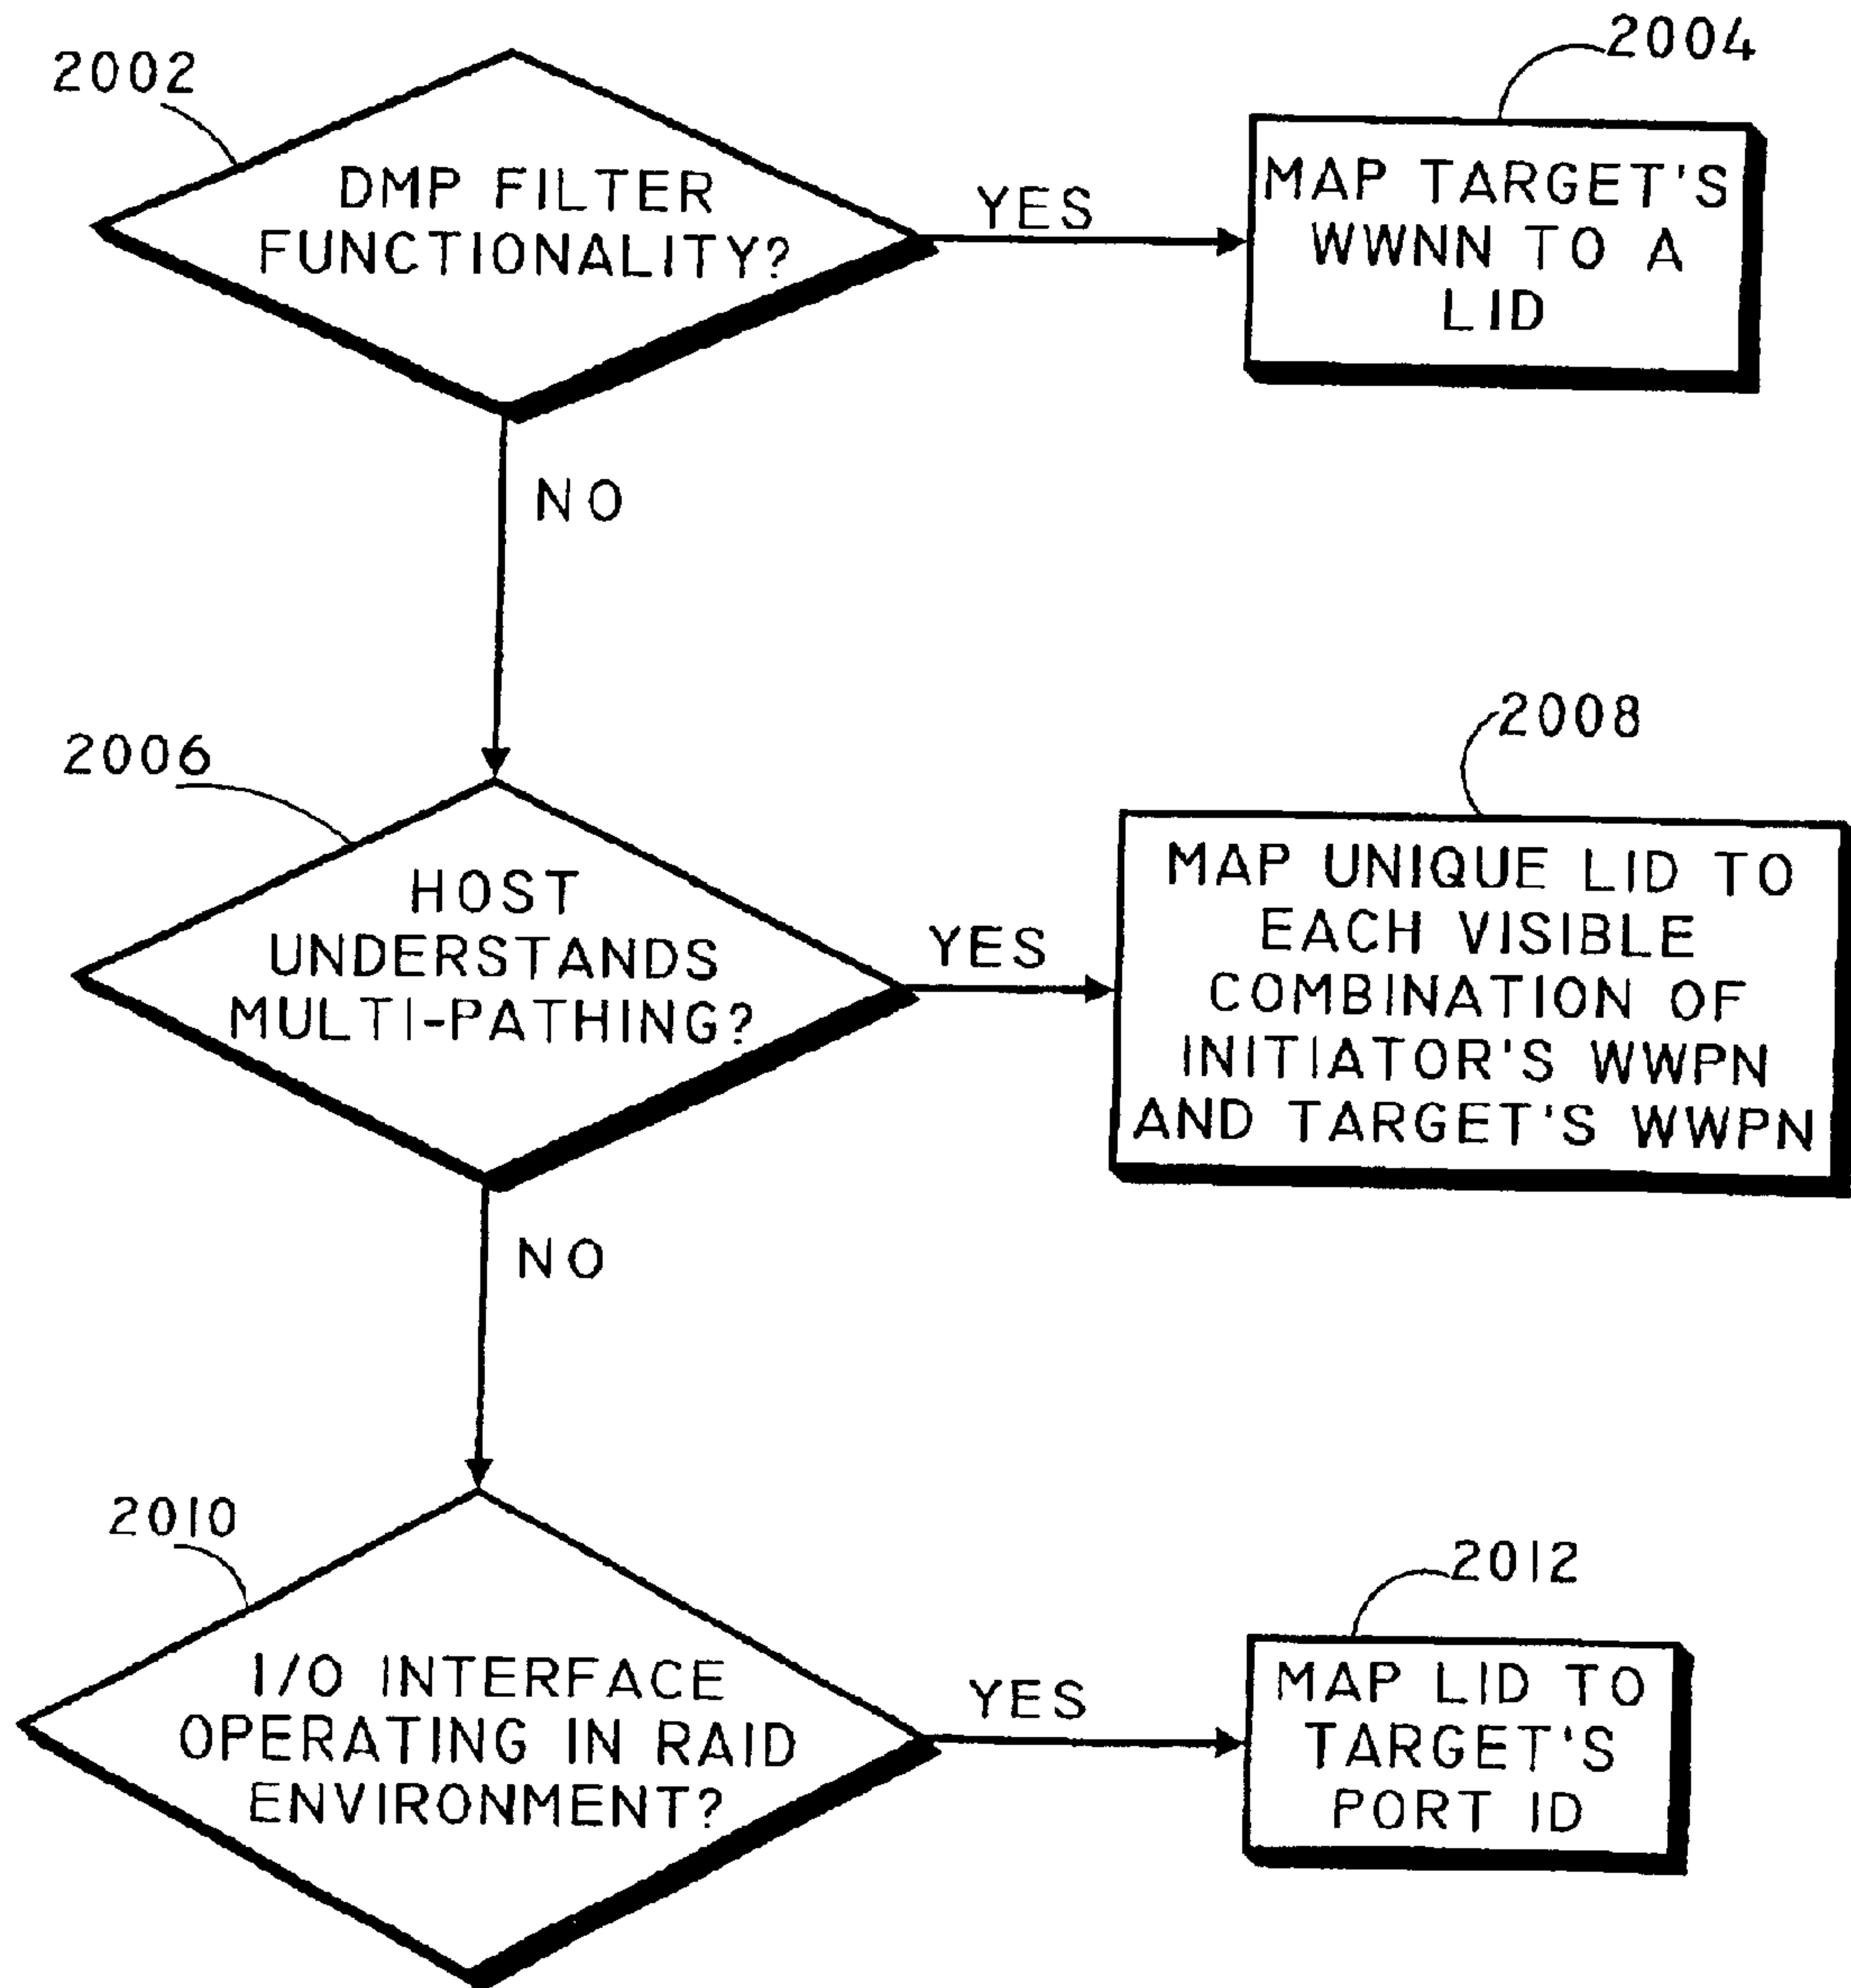 2002
2004
DMP FILTER
FUNCTIONALITY?
YES
MAP TARGET'S
WWNN TO A
LID
NO
2006
2008
HOST
UNDERSTANDS
MULTI-PATHING?
YES
MAP UNIQUE LID TO
EACH VISIBLE
COMBINATION OF
INITIATOR'S WWPN
AND TARGET'S WWPN
NO
2010
2012
I/O INTERFACE
OPERATING IN RAID
ENVIRONMENT?
YES
MAP LID TO
TARGET'S
PORT ID